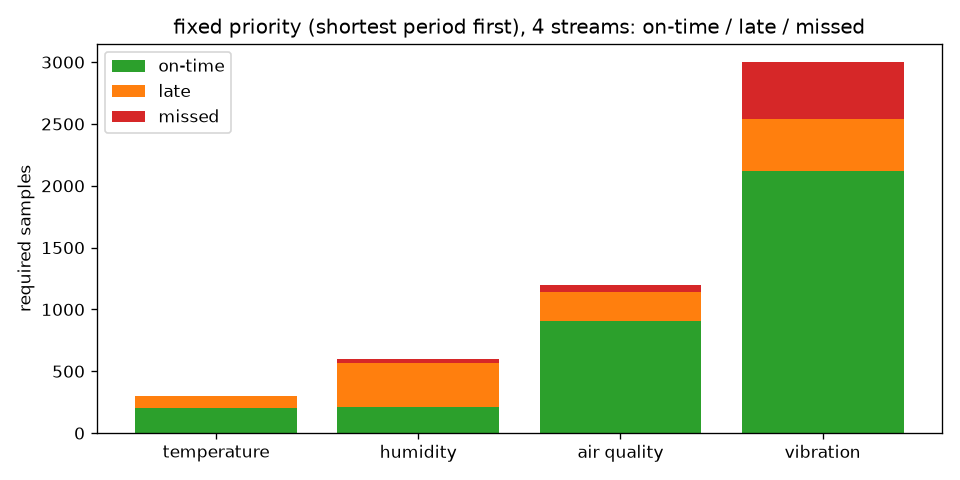 fixed priority (shortest period first), 4 streams: on-time / late / missed
on-time
late
missed
required samples
3000
2500
2000
1500
1000
500
0
temperature
humidity
air quality
vibration